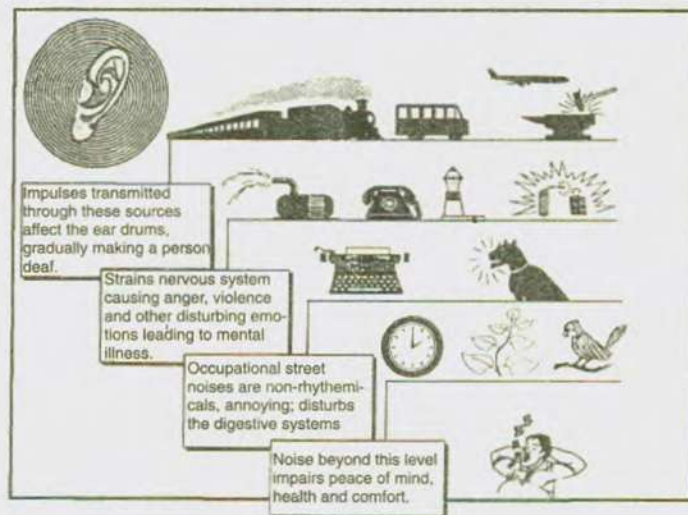 Impulses transmitted
through these sources
affect the ear drums,
gradually making a person
deaf.
Strains nervous system
causing anger, violence
and other disturbing emo-
tions leading to mental
illness.
Occupational street
noises are non-rhythemi-
cals, annoying; disturbs
the digestive systems
Noise beyond this level
impairs peace of mind,
health and comfort.